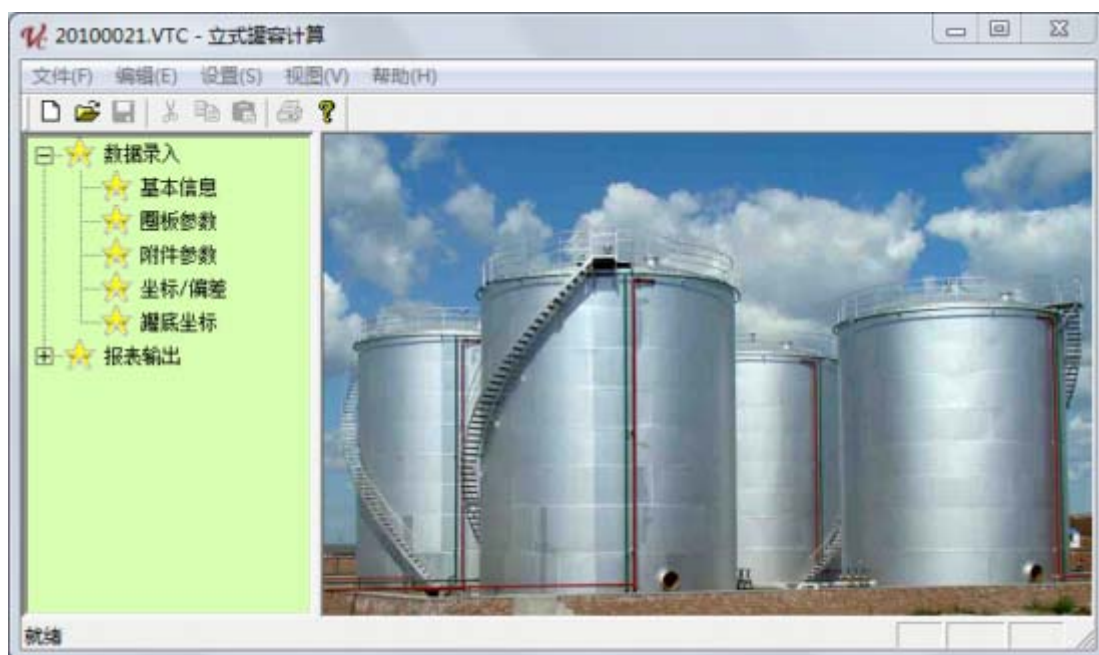 20100021.VTC - 立式罐容计算
文件(F) 编辑(E) 设置(S) 视图(V) 帮助(H)
数据录入
基本信息
圈板参数
附件参数
坐标/偏差
罐底坐标
报表输出
就绪